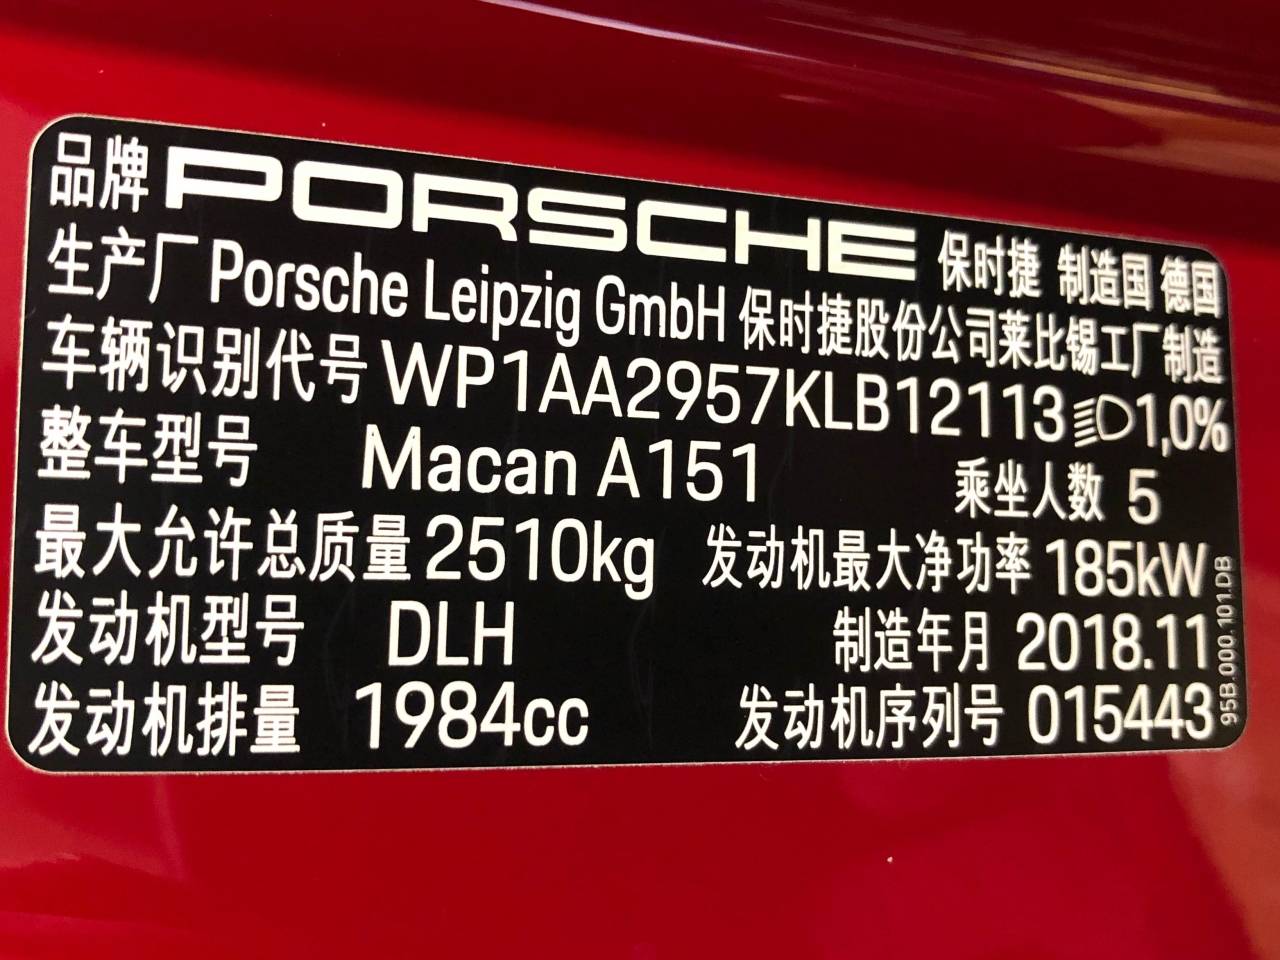 品牌 PORSCHE 保时捷 制造国 德国
生产厂 Porsche Leipzig GmbH 保时捷股份公司莱比锡工厂制造
车辆识别代号 WP1AA2957KLB12113 1,0%
整车型号 Macan A151 乘坐人数 5
最大允许总质量 2510kg 发动机最大净功率 185kW
发动机型号 DLH 制造年月 2018.11
发动机排量 1984cc 发动机序列号 015443
95B.000.101.DB